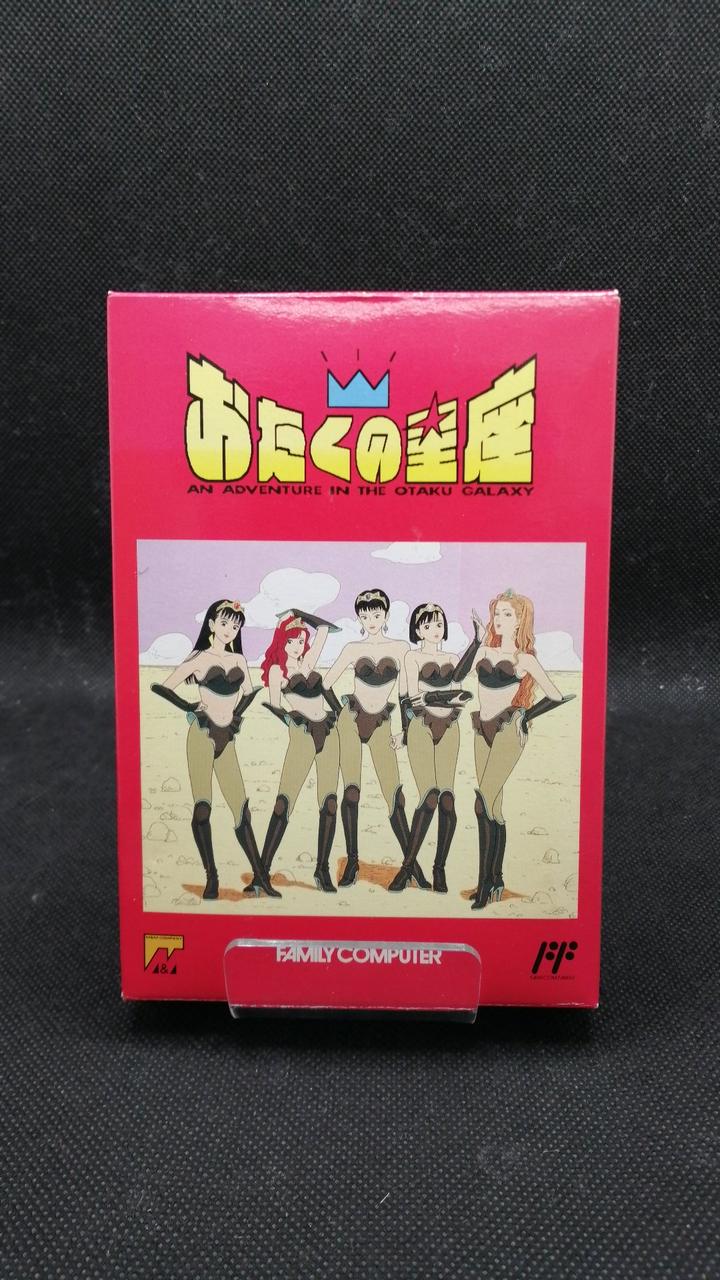 おたくの星座
AN ADVENTURE IN THE OTAKU GALAXY
M&M
FAMILY COMPUTER